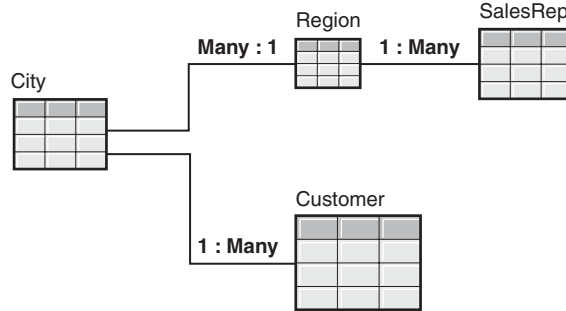 SalesRep
Region
Many : 1
1 : Many
City
Customer
1 : Many